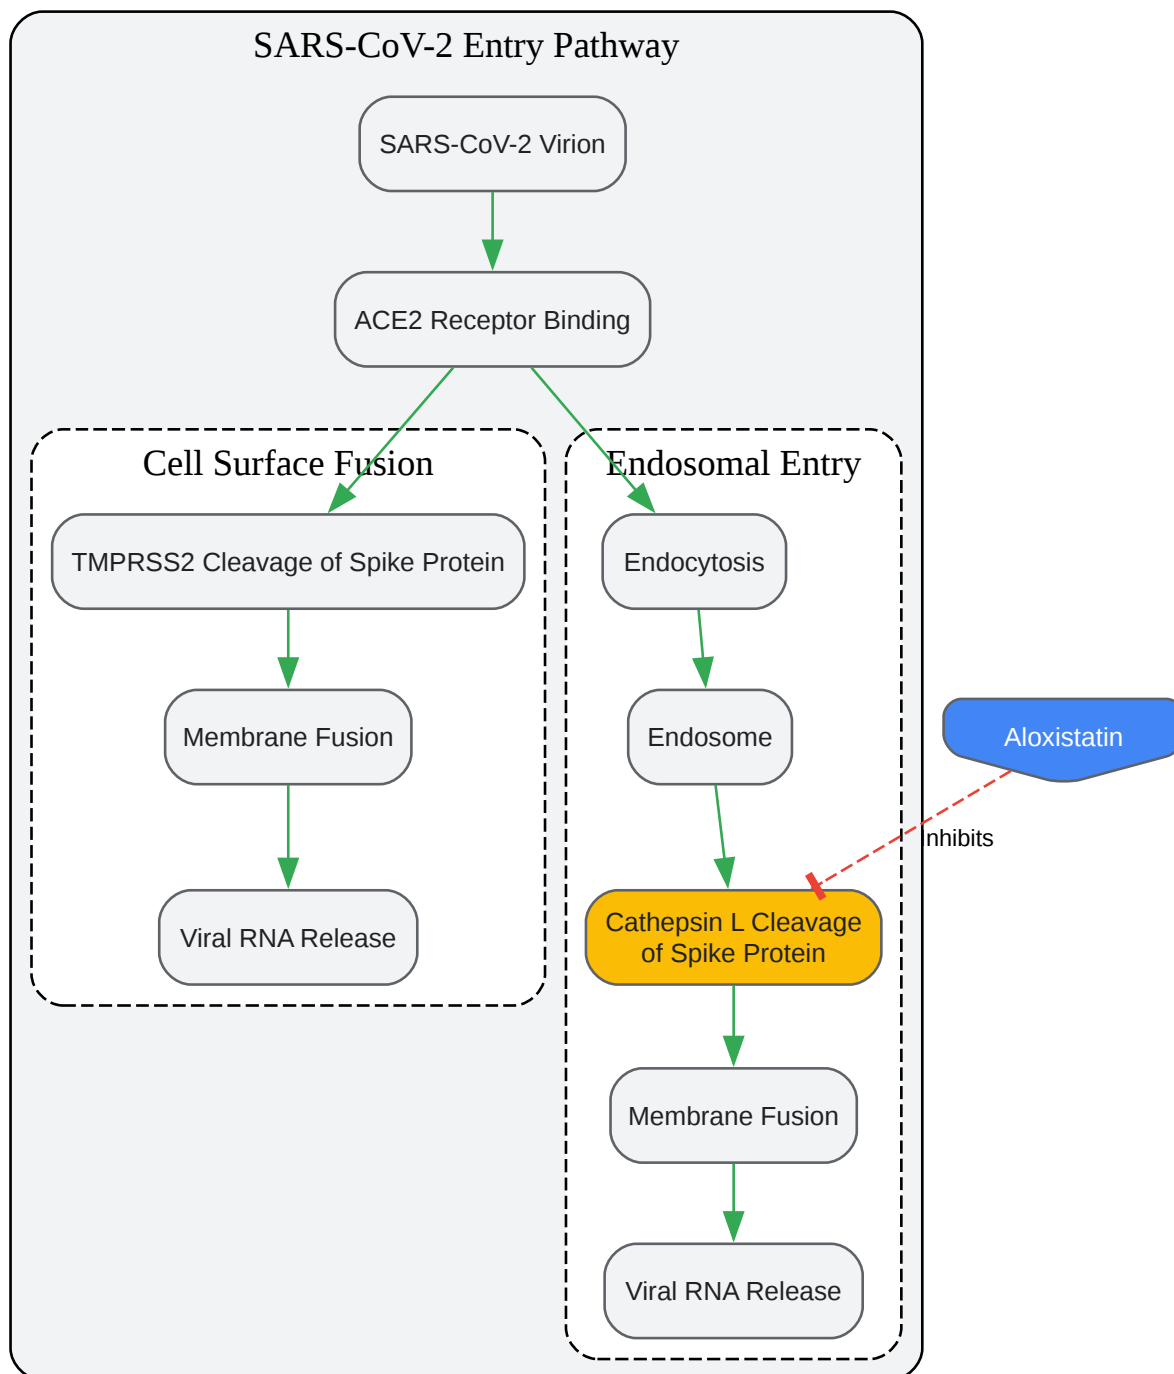 SARS-CoV-2 Entry Pathway
SARS-CoV-2 Virion
ACE2 Receptor Binding
Cell Surface Fusion
TMPRSS2 Cleavage of Spike Protein
Membrane Fusion
Viral RNA Release
Endosomal Entry
Endocytosis
Endosome
Cathepsin L Cleavage
of Spike Protein
Membrane Fusion
Viral RNA Release
Aloxistatin
Inhibits